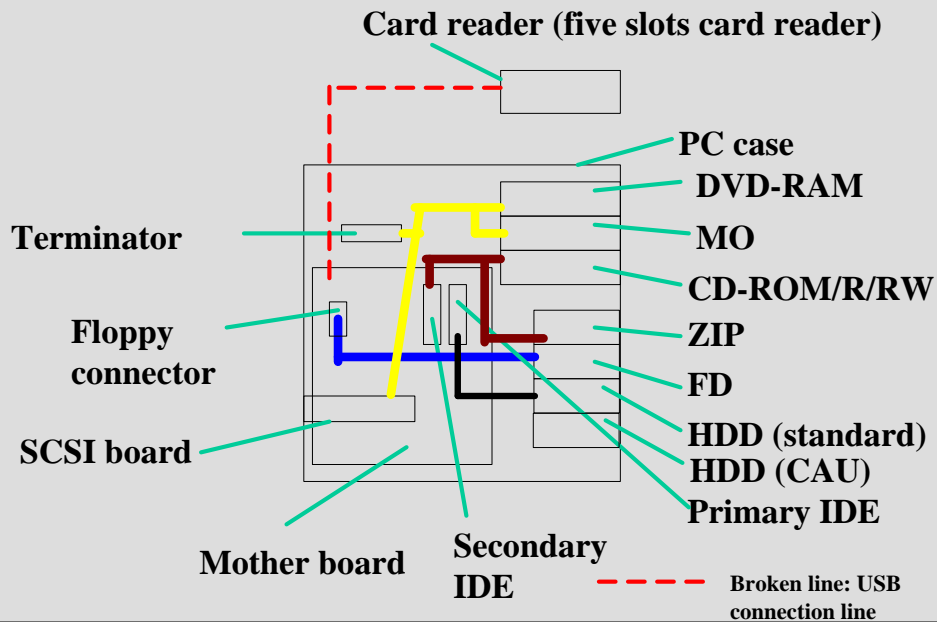 Card reader (five slots card reader)
PC case
DVD-RAM
Terminator
MO
CD-ROM/R/RW
Floppy
connector
ZIP
FD
HDD (standard)
SCSI board
HDD (CAU)
Primary IDE
Mother board
Secondary
IDE
Broken line: USB
connection line